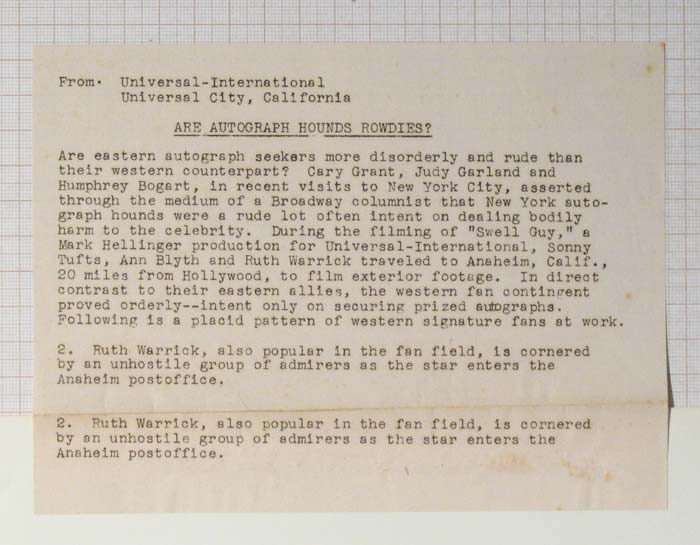 From. Universal-International
Universal City, California
ARE AUTOGRAPH HOUNDS ROWDIES?
Are eastern autograph seekers more disorderly and rude than
their western counterpart? Cary Grant, Judy Garland and
Humphrey Bogart, in recent visits to New York City, asserted
through the medium of a Broadway columnist that New York auto-
graph hounds were a rude lot often intent on dealing bodily
harm to the celebrity. During the filming of "Swell Guy," a
Mark Hellinger production for Universal-International, Sonny
Tufts, Ann Blyth and Ruth Warrick traveled to Anaheim, Calif.,
20 miles from Hollywood, to film exterior footage. In direct
contrast to their eastern allies, the western fan contingent
proved orderly--intent only on securing prized autographs.
Following is a placid pattern of western signature fans at work.
2. Ruth Warrick, also popular in the fan field, is cornered
by an unhostile group of admirers as the star enters the
Anaheim postoffice.
2. Ruth Warrick, also popular in the fan field, is cornered
by an unhostile group of admirers as the star enters the
Anaheim postoffice.